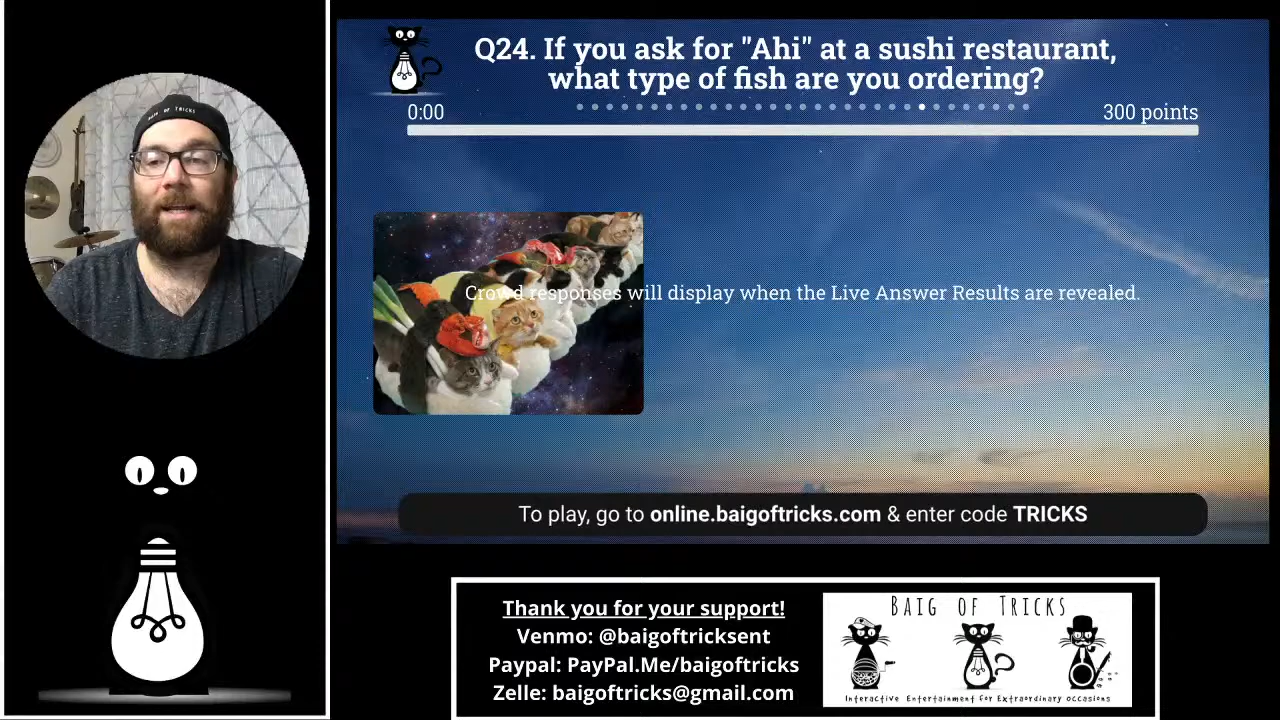 Q24. If you ask for "Ahi" at a sushi restaurant,
what type of fish are you ordering?
0:00
300 points
Crowd responses will display when the Live Answer Results are revealed.
To play, go to online.baigoftricks.com & enter code TRICKS
Thank you for your support!
Venmo: @baigoftricksent
Paypal: PayPal.Me/baigoftricks
Zelle: baigoftricks@gmail.com
BAIG OF TRICKS
Interactive Entertainment for Extraordinary Occasions